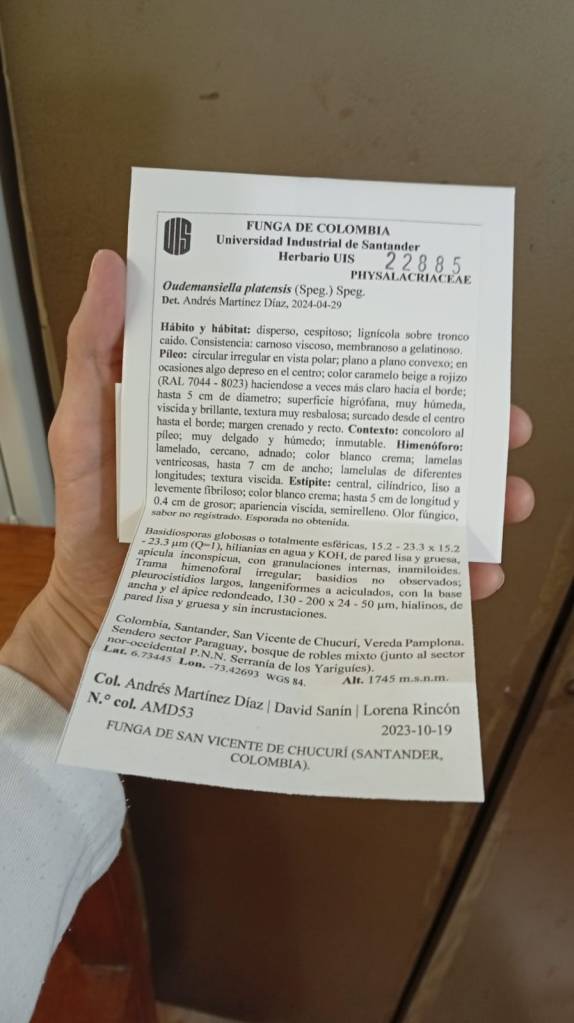 UIS
FUNGA DE COLOMBIA
Universidad Industrial de Santander
Herbario UIS 22885
PHYSALACRIACEAE
Oudemansiella platensis (Speg.) Speg.
Det. Andrés Martínez Díaz, 2024-04-29
Hábito y hábitat: disperso, cespitoso; lignícola sobre tronco
caido. Consistencia: carnoso viscoso, membranoso a gelatinoso.
Píleo: circular irregular en vista polar; plano a plano convexo; en
ocasiones algo depreso en el centro; color caramelo beige a rojizo
(RAL 7044 - 8023) haciendose a veces más claro hacia el borde;
hasta 5 cm de diametro; superficie higrófana, muy húmeda,
viscida y brillante, textura muy resbalosa; surcado desde el centro
hasta el borde; margen crenado y recto. Contexto: concoloro al
píleo; muy delgado y húmedo; inmutable. Himenóforo:
lamelado, cercano, adnado; color blanco crema; lamelas
ventricosas, hasta 7 cm de ancho; lamelulas de diferentes
longitudes; textura viscida. Estípite: central, cilíndrico, liso a
levemente fibriloso; color blanco crema; hasta 5 cm de longitud y
0.4 cm de grosor; apariencia viscida, semirelleno. Olor fúngico,
sabor no registrado. Esporada no obtenida.
Basidiosporas globosas o totalmente esféricas, 15.2 - 23.3 x 15.2
- 23.3 µm (Q=1), hilianias en agua y KOH, de pared lisa y gruesa,
apicula inconspicua, con granulaciones internas, inamiloides.
Trama himenoforal irregular; basidios no observados;
pleurocistidios largos, langeniformes a aciculados, con la base
ancha y el ápice redondeado, 130 - 200 x 24 - 50 µm, hialinos, de
pared lisa y gruesa y sin incrustaciones.
Colombia, Santander, San Vicente de Chucurí, Vereda Pamplona.
Sendero sector Paraguay, bosque de robles mixto (junto al sector
nor-occidental P.N.N. Serranía de los Yariguíes).
Lat. 6.73445 Lon. -73.42693 WGS 84. Alt. 1745 m.s.n.m.
Col. Andrés Martínez Díaz | David Sanín | Lorena Rincón
N.° col. AMD53 2023-10-19
FUNGA DE SAN VICENTE DE CHUCURÍ (SANTANDER,
COLOMBIA).